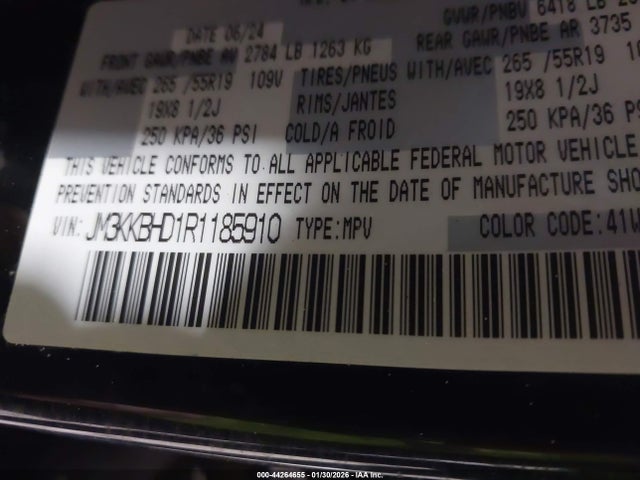 DATE 06/24
GVWR/PNBV 6418 LB
FRONT GAWR/PNBE AV 2784 LB 1263 KG REAR GAWR/PNBE AR 3735
WITH/AVEC 265 /55R19 109V TIRES/PNEUS WITH/AVEC 265 /55R19
19X8 1/2J RIMS/JANTES 19X8 1/2J
250 KPA/36 PSI COLD/A FROID 250 KPA/36
THIS VEHICLE CONFORMS TO ALL APPLICABLE FEDERAL MOTOR VEHICLE
PREVENTION STANDARDS IN EFFECT ON THE DATE OF MANUFACTURE SHO
VIN: JM3KKBHD1R1185910 TYPE:MPV COLOR CODE:41W
000-44264655 - 01/30/2026 - IAA Inc.